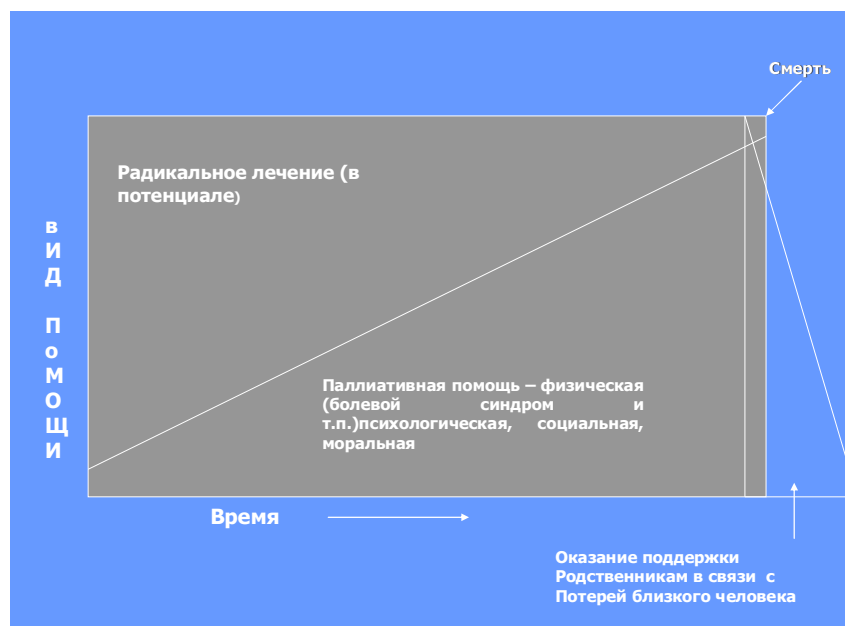 Смерть
Радикальное лечение (в
потенциале)
в
И
Д
П
о
М
О
Щ
И
Паллиативная помощь – физическая
(болевой синдром и
т.п.)психологическая, социальная,
моральная
Время
Оказание поддержки
Родственникам в связи с
Потерей близкого человека